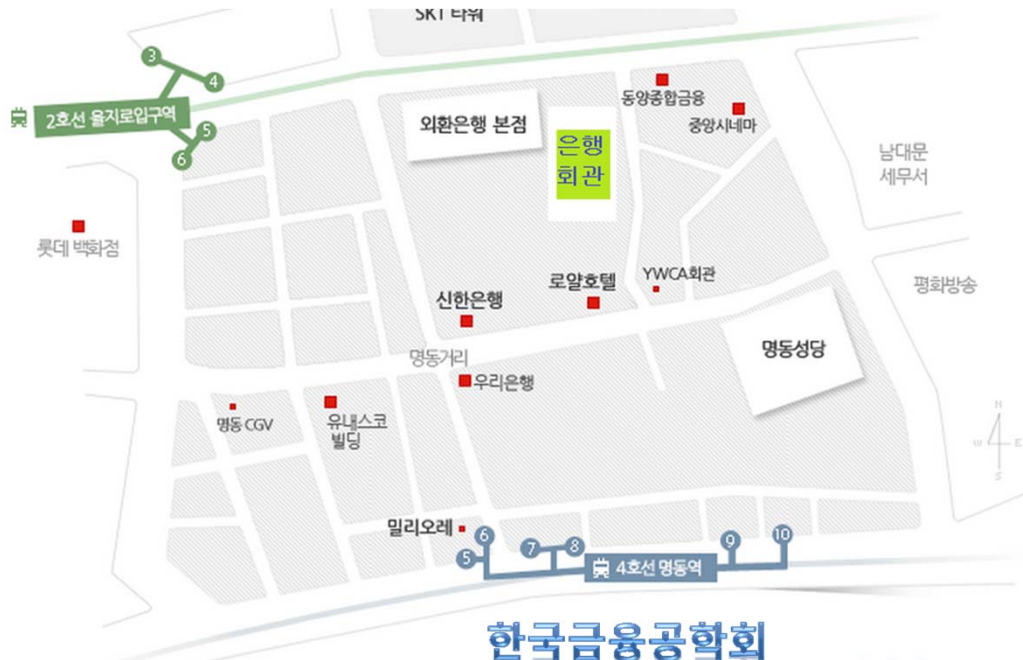 SKT 타워
3
4
동양종합금융
2호선 을지로입구역
외환은행 본점
중앙시네마
5
6
은행
회관
남대문
세무서
롯데 백화점
YWCA회관
로얄호텔
평화방송
신한은행
명동성당
명동거리
우리은행
명동 CGV
유네스코
빌딩
N
W
E
S
밀리오레
6
5
7
8
9
10
4호선 명동역
한국금융공학회